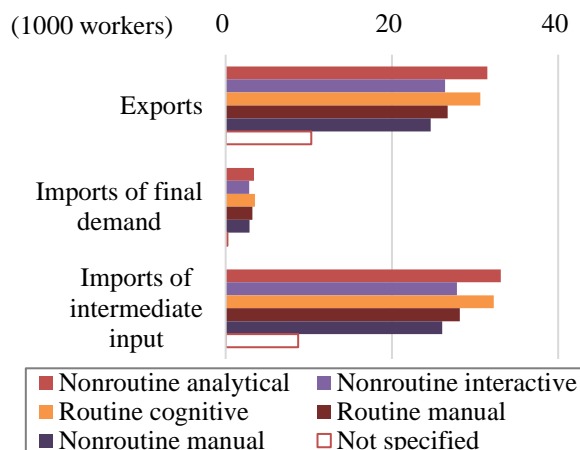 (1000 workers) 0 20 40
Exports
Imports of final
demand
Imports of
intermediate
input
Nonroutine analytical Nonroutine interactive
Routine cognitive Routine manual
Nonroutine manual Not specified